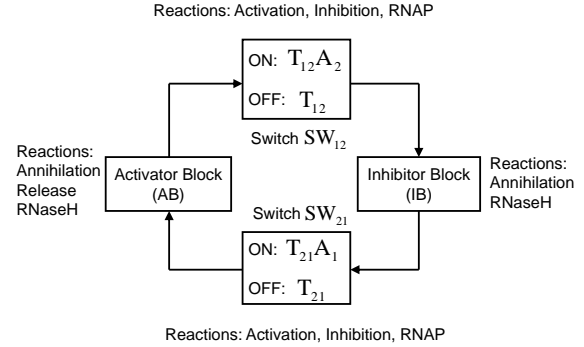 Reactions: Activation, Inhibition, RNAP
ON: T₁₂A₂
OFF: T₁₂
Switch SW₁₂
Reactions:
Annihilation
Release
RNaseH
Activator Block
(AB)
Inhibitor Block
(IB)
Reactions:
Annihilation
RNaseH
Switch SW₂₁
ON: T₂₁A₁
OFF: T₂₁
Reactions: Activation, Inhibition, RNAP